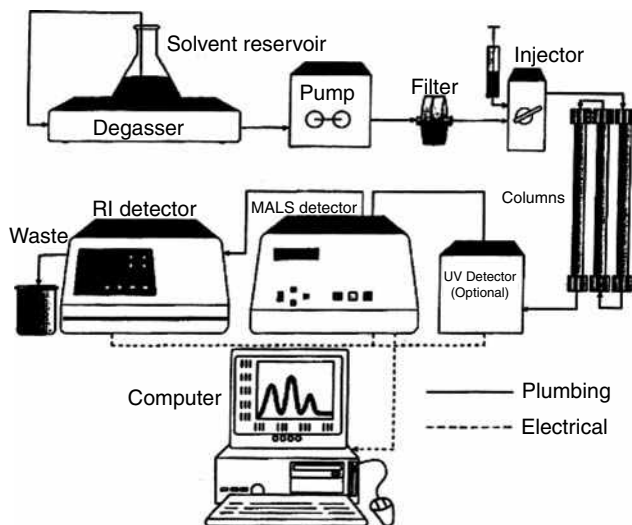 Solvent reservoir
Degasser
Pump
Filter
Injector
Columns
RI detector
MALS detector
Waste
UV Detector
(Optional)
Computer
Plumbing
Electrical